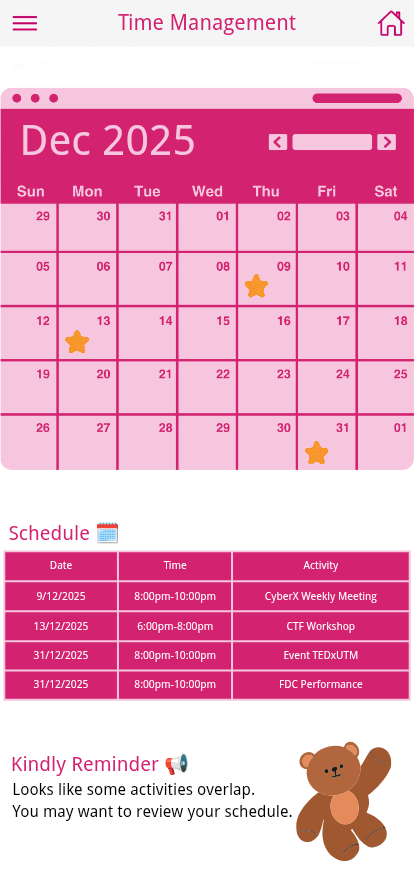 Time Management
Dec 2025
Sun Mon Tue Wed Thu Fri Sat
29 30 31 01 02 03 04
05 06 07 08 09 10 11
12 13 14 15 16 17 18
19 20 21 22 23 24 25
26 27 28 29 30 31 01
Schedule
Date Time Activity
9/12/2025 8:00pm-10:00pm CyberX Weekly Meeting
13/12/2025 6:00pm-8:00pm CTF Workshop
31/12/2025 8:00pm-10:00pm Event TEDxUTM
31/12/2025 8:00pm-10:00pm FDC Performance
Kindly Reminder
Looks like some activities overlap.
You may want to review your schedule.